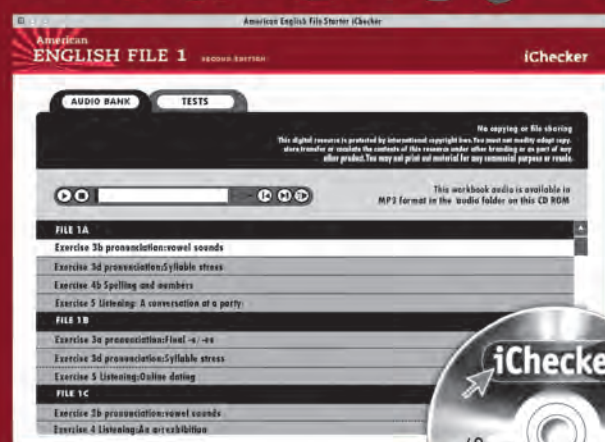 American English File Starter iChecker
American
ENGLISH FILE 1 SECOND EDITION
iChecker
AUDIO BANK
TESTS
No copying or file sharing
This digital resource is protected by international copyright laws. You must not modify adapt copy,
store, transfer or circulate the contents of this resource under other branding or as part of any
other product. You may not print out material for any commercial purpose or resale.
This workbook audio is available in
MP3 format in the audio folder on this CD ROM
FILE 1A
Exercise 3b pronunciation:vowel sounds
Exercise 3d pronunciation:Syllable stress
Exercise 4b Spelling and numbers
Exercise 5 Listening: A conversation at a party
FILE 1B
Exercise 3a pronunciation:Final -s/-es
Exercise 3d pronunciation:Syllable stress
Exercise 5 Listening:Online dating
FILE 1C
Exercise 2b pronunciation:vowel sounds
Exercise 4 Listening:An
iChecke